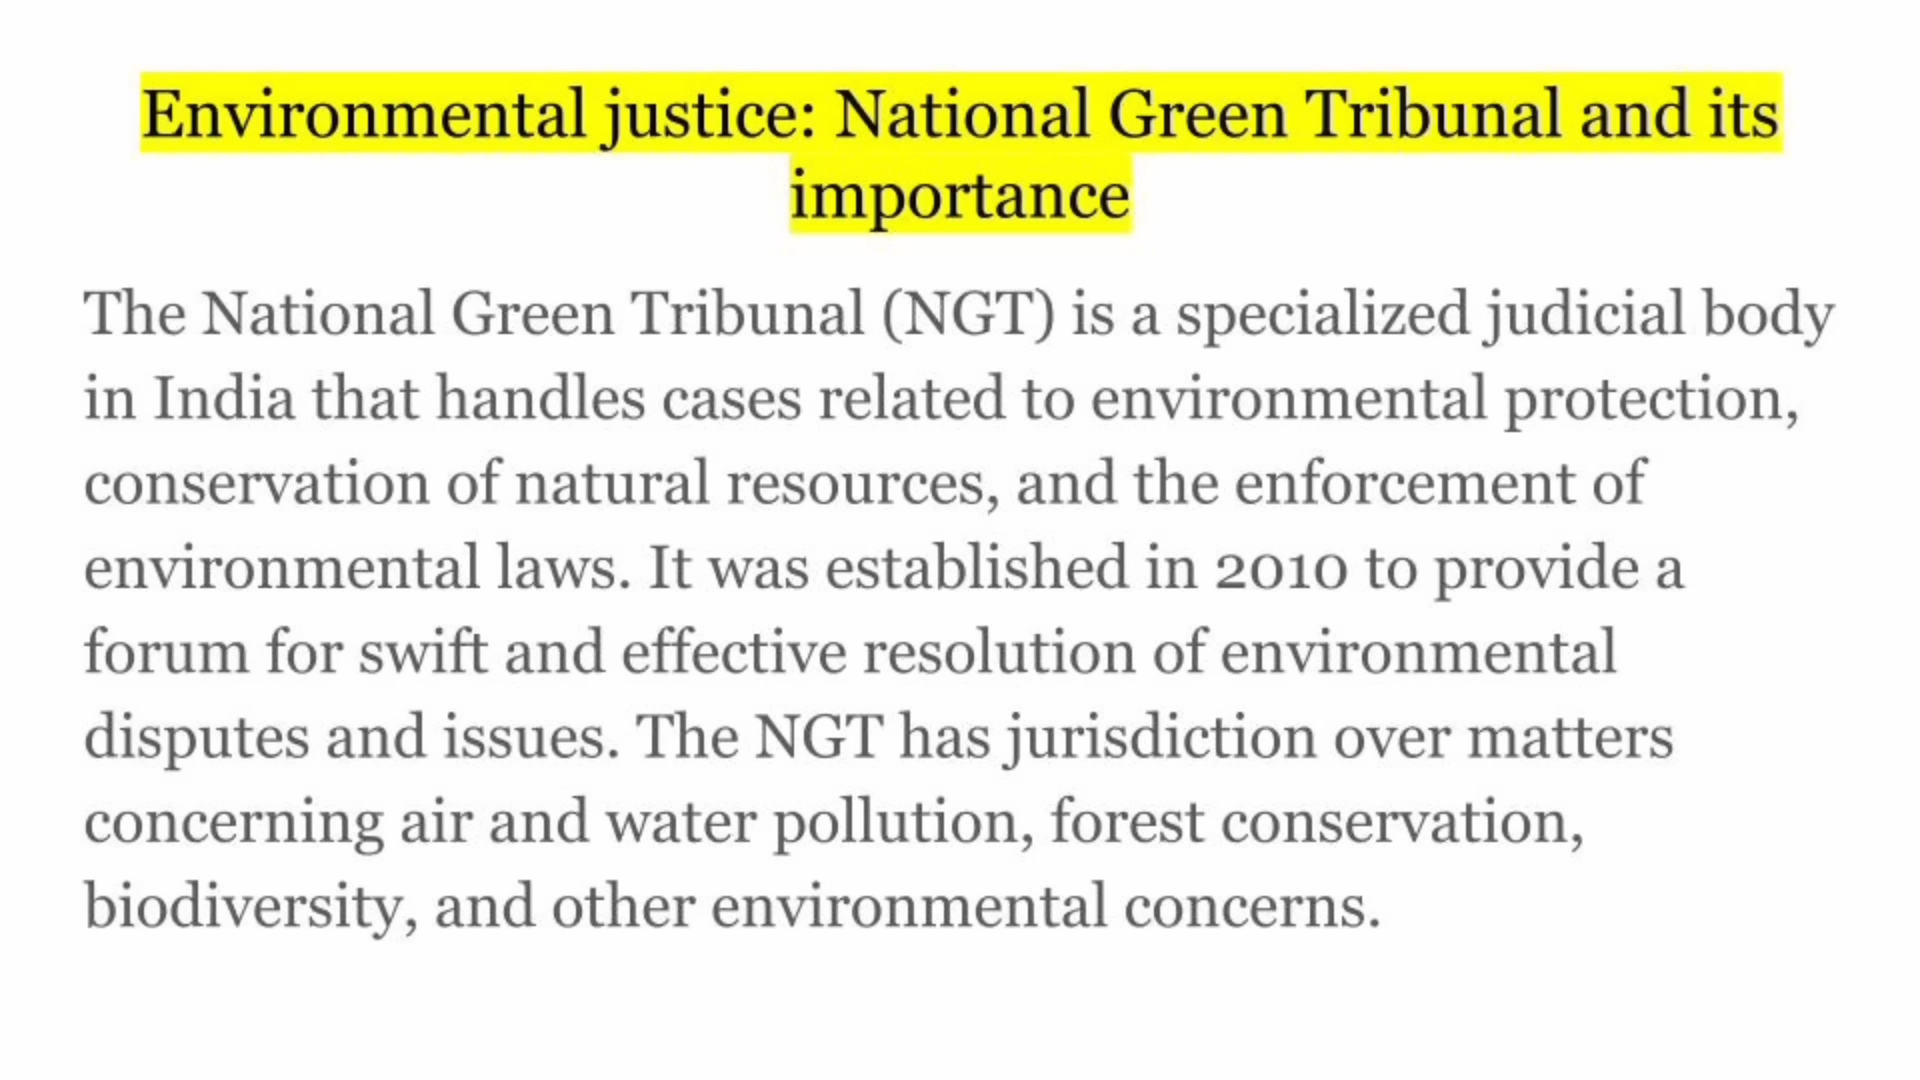 Environmental justice: National Green Tribunal and its
importance
The National Green Tribunal (NGT) is a specialized judicial body
in India that handles cases related to environmental protection,
conservation of natural resources, and the enforcement of
environmental laws. It was established in 2010 to provide a
forum for swift and effective resolution of environmental
disputes and issues. The NGT has jurisdiction over matters
concerning air and water pollution, forest conservation,
biodiversity, and other environmental concerns.